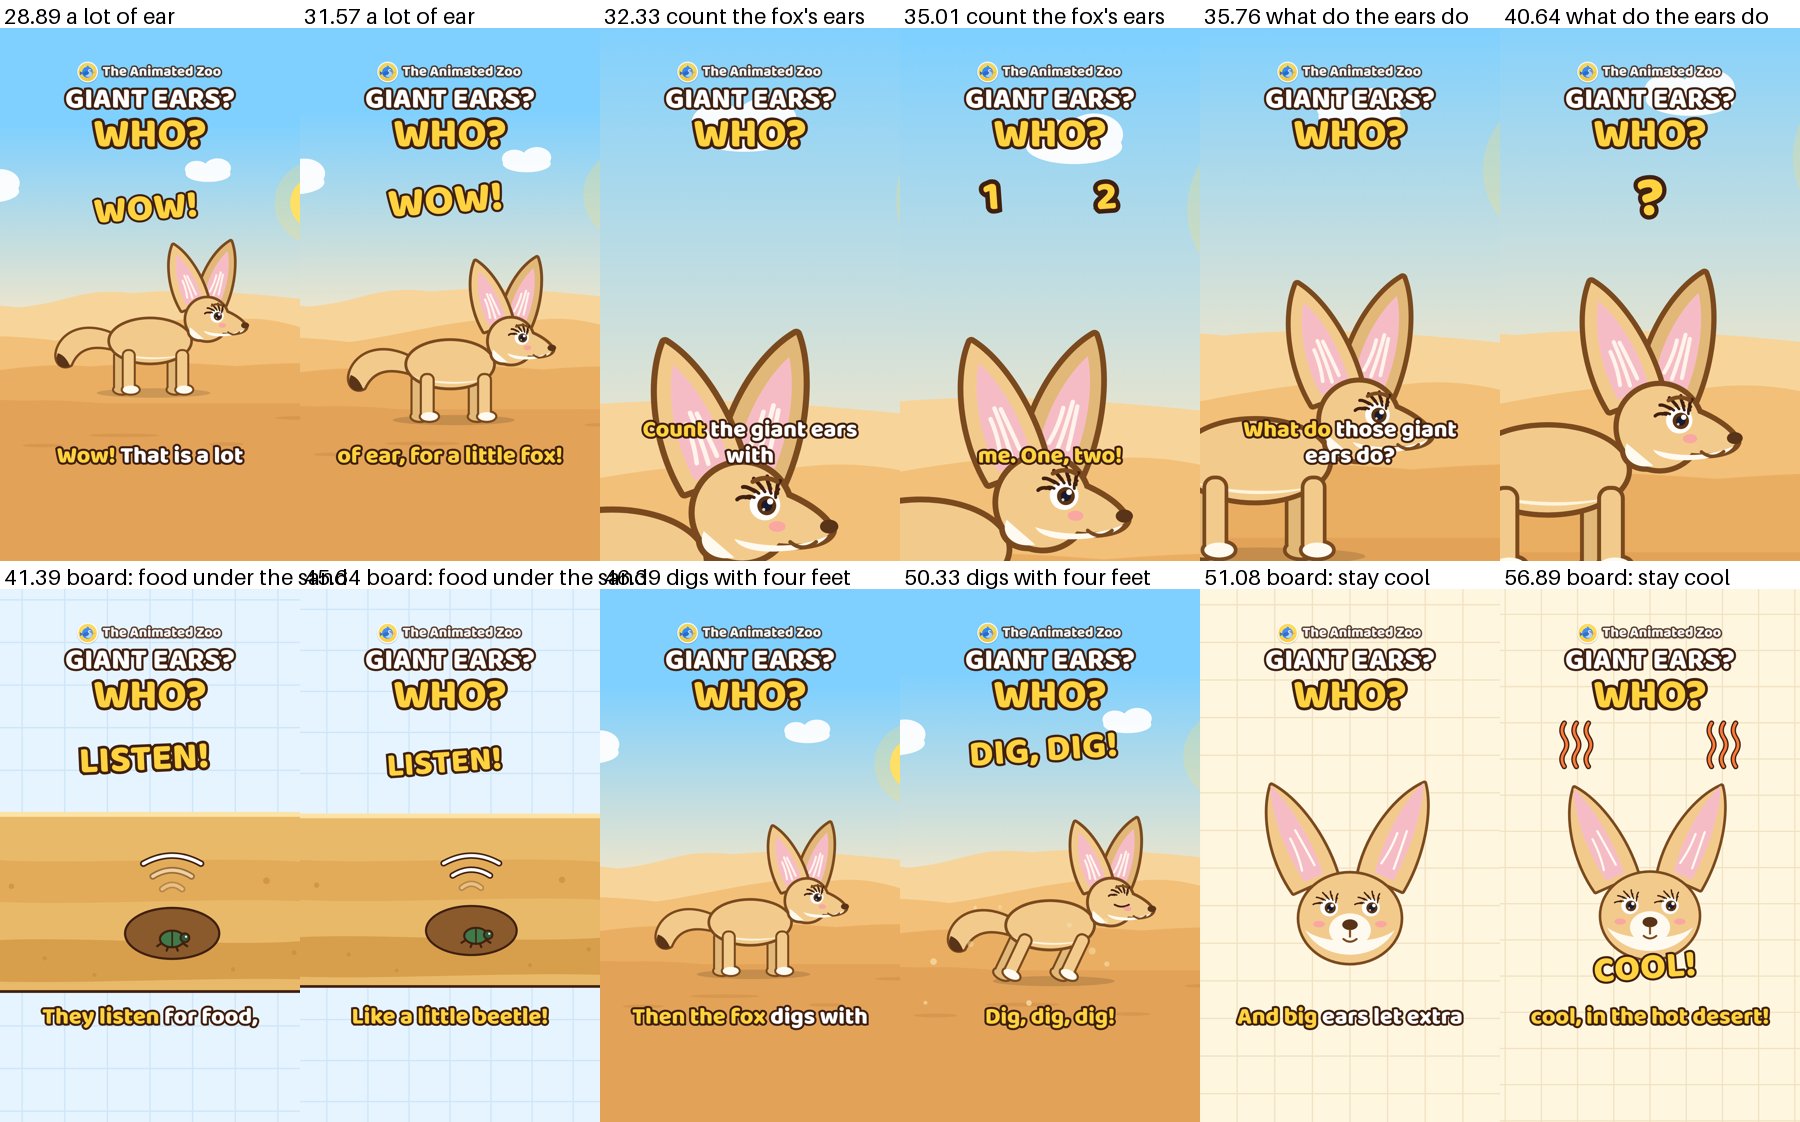 28.89 a lot of ear
The Animated Zoo
GIANT EARS?
WHO?
WOW!
Wow! That is a lot
31.57 a lot of ear
The Animated Zoo
GIANT EARS?
WHO?
WOW!
of ear, for a little fox!
32.33 count the fox's ears
The Animated Zoo
GIANT EARS?
WHO?
Count the giant ears
with
35.01 count the fox's ears
The Animated Zoo
GIANT EARS?
WHO?
1 2
me. One, two!
35.76 what do the ears do
The Animated Zoo
GIANT EARS?
WHO?
What do those giant
ears do?
40.64 what do the ears do
The Animated Zoo
GIANT EARS?
WHO?
?
41.39 board: food under the sand
The Animated Zoo
GIANT EARS?
WHO?
LISTEN!
They listen for food,
board: food under the sand
The Animated Zoo
GIANT EARS?
WHO?
LISTEN!
Like a little beetle!
digs with four feet
The Animated Zoo
GIANT EARS?
WHO?
Then the fox digs with
50.33 digs with four feet
The Animated Zoo
GIANT EARS?
WHO?
DIG, DIG!
Dig, dig, dig!
51.08 board: stay cool
The Animated Zoo
GIANT EARS?
WHO?
And big ears let extra
56.89 board: stay cool
The Animated Zoo
GIANT EARS?
WHO?
COOL!
cool, in the hot desert!